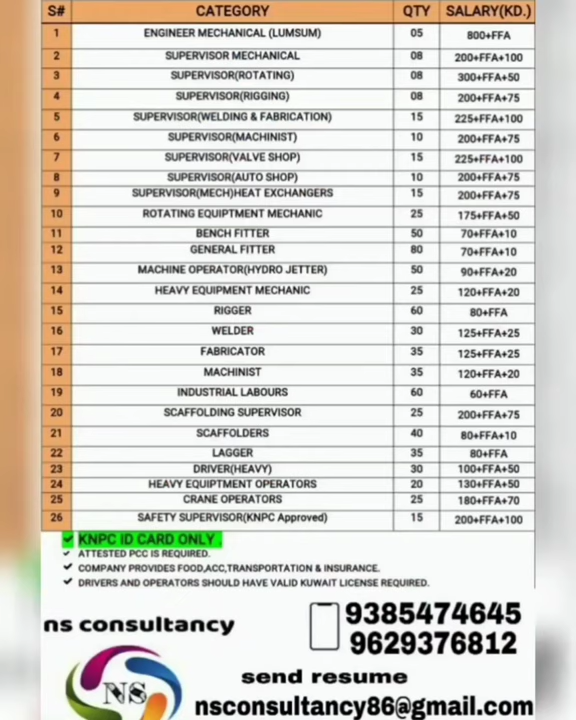 S# CATEGORY QTY SALARY(KD.)
1 ENGINEER MECHANICAL (LUMSUM) 05 800+FFA
2 SUPERVISOR MECHANICAL 08 200+FFA+100
3 SUPERVISOR(ROTATING) 08 300+FFA+50
4 SUPERVISOR(RIGGING) 08 200+FFA+75
5 SUPERVISOR(WELDING & FABRICATION) 15 225+FFA+100
6 SUPERVISOR(MACHINIST) 10 200+FFA+75
7 SUPERVISOR(VALVE SHOP) 15 225+FFA+100
8 SUPERVISOR(AUTO SHOP) 10 200+FFA+75
9 SUPERVISOR(MECH)HEAT EXCHANGERS 15 200+FFA+75
10 ROTATING EQUIPTMENT MECHANIC 25 175+FFA+50
11 BENCH FITTER 50 70+FFA+10
12 GENERAL FITTER 80 70+FFA+10
13 MACHINE OPERATOR(HYDRO JETTER) 50 90+FFA+20
14 HEAVY EQUIPMENT MECHANIC 25 120+FFA+20
15 RIGGER 60 80+FFA
16 WELDER 30 125+FFA+25
17 FABRICATOR 35 125+FFA+25
18 MACHINIST 35 120+FFA+20
19 INDUSTRIAL LABOURS 60 60+FFA
20 SCAFFOLDING SUPERVISOR 25 200+FFA+75
21 SCAFFOLDERS 40 80+FFA+10
22 LAGGER 35 80+FFA
23 DRIVER(HEAVY) 30 100+FFA+50
24 HEAVY EQUIPTMENT OPERATORS 20 130+FFA+50
25 CRANE OPERATORS 25 180+FFA+70
26 SAFETY SUPERVISOR(KNPC Approved) 15 200+FFA+100
✓ KNPC ID CARD ONLY .
✓ ATTESTED PCC IS REQUIRED.
✓ COMPANY PROVIDES FOOD,ACC,TRANSPORTATION & INSURANCE.
✓ DRIVERS AND OPERATORS SHOULD HAVE VALID KUWAIT LICENSE REQUIRED.
ns consultancy
9385474645
9629376812
send resume
NS
nsconsultancy86@gmail.com